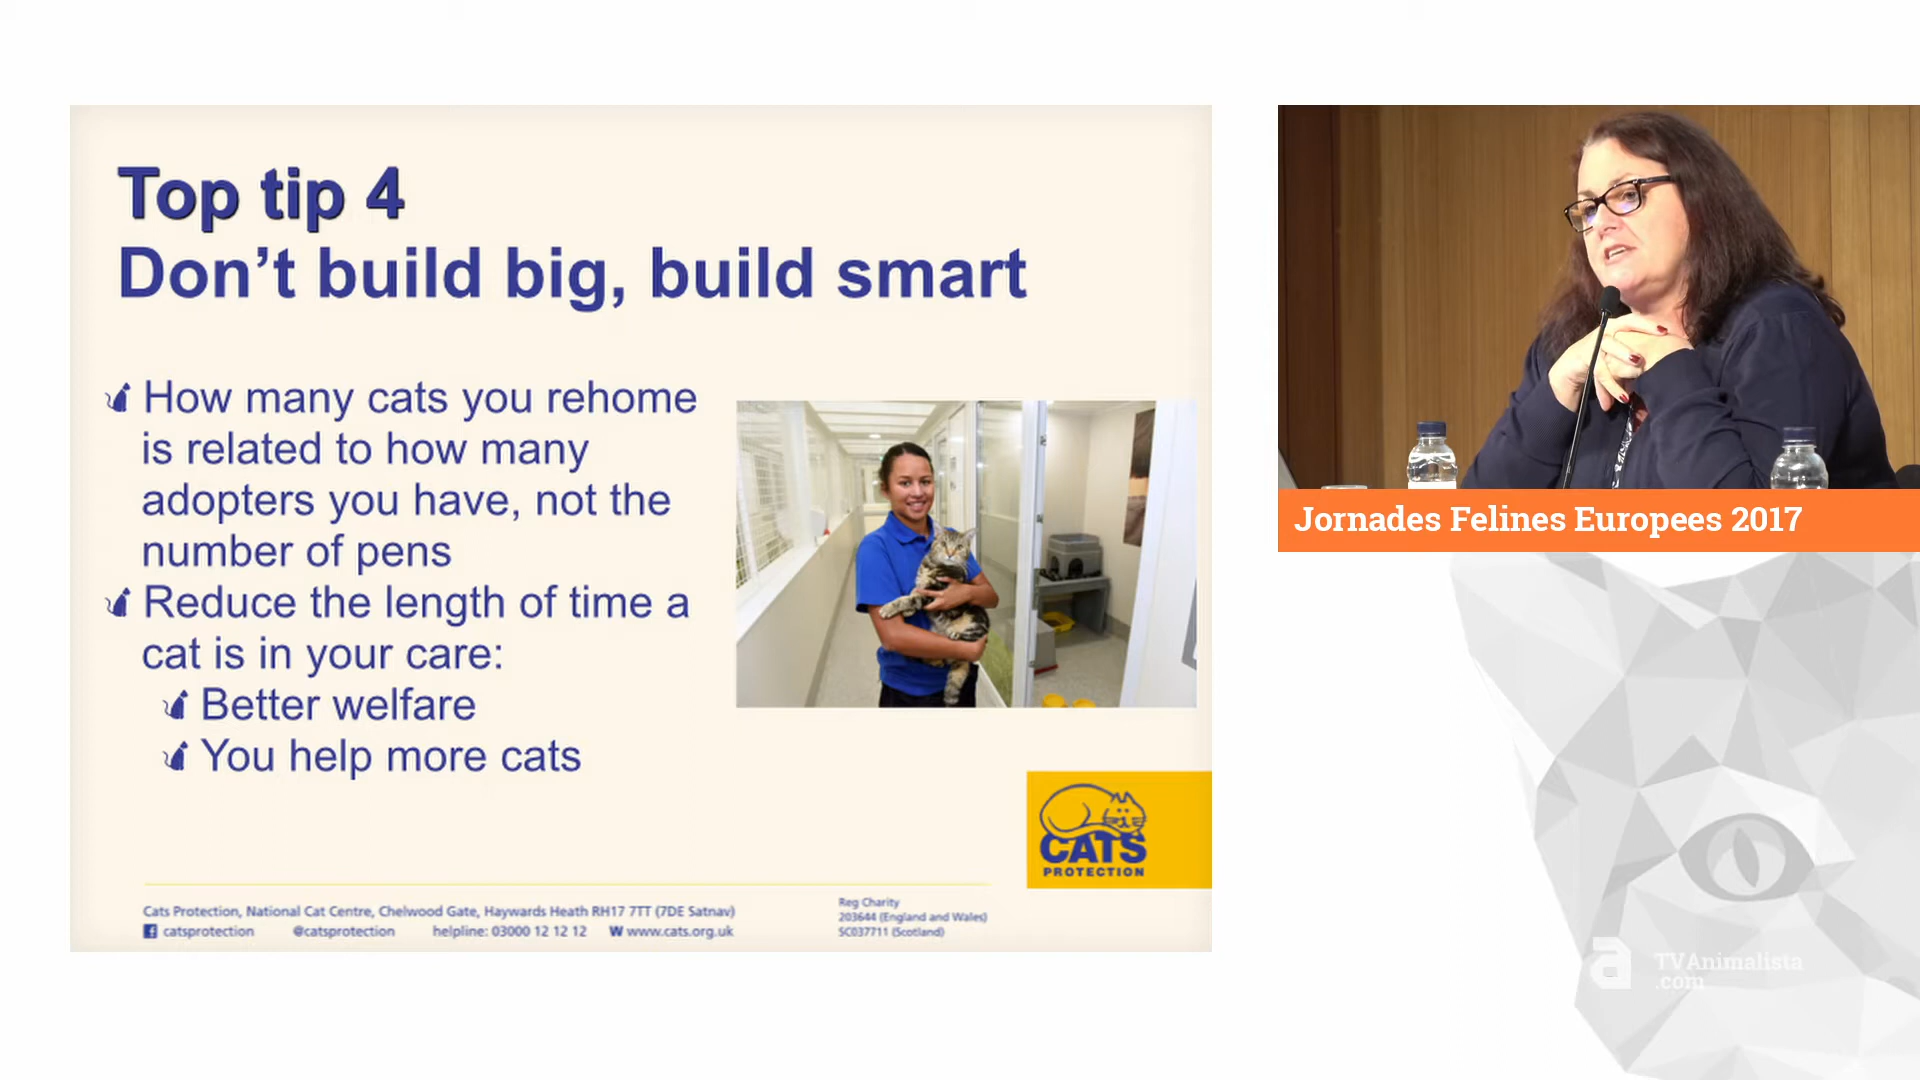 Top tip 4
Don't build big, build smart
How many cats you rehome
is related to how many
adopters you have, not the
number of pens
Reduce the length of time a
cat is in your care:
Better welfare
You help more cats
CATS
PROTECTION
Cats Protection, National Cat Centre, Chelwood Gate, Haywards Heath RH17 7TT (7DE Satnav)
catsprotection @catsprotection helpline: 03000 12 12 12 W www.cats.org.uk
Reg Charity
203644 (England and Wales)
SC037711 (Scotland)
Jornades Felines Europees 2017
TVAnimalista
.com